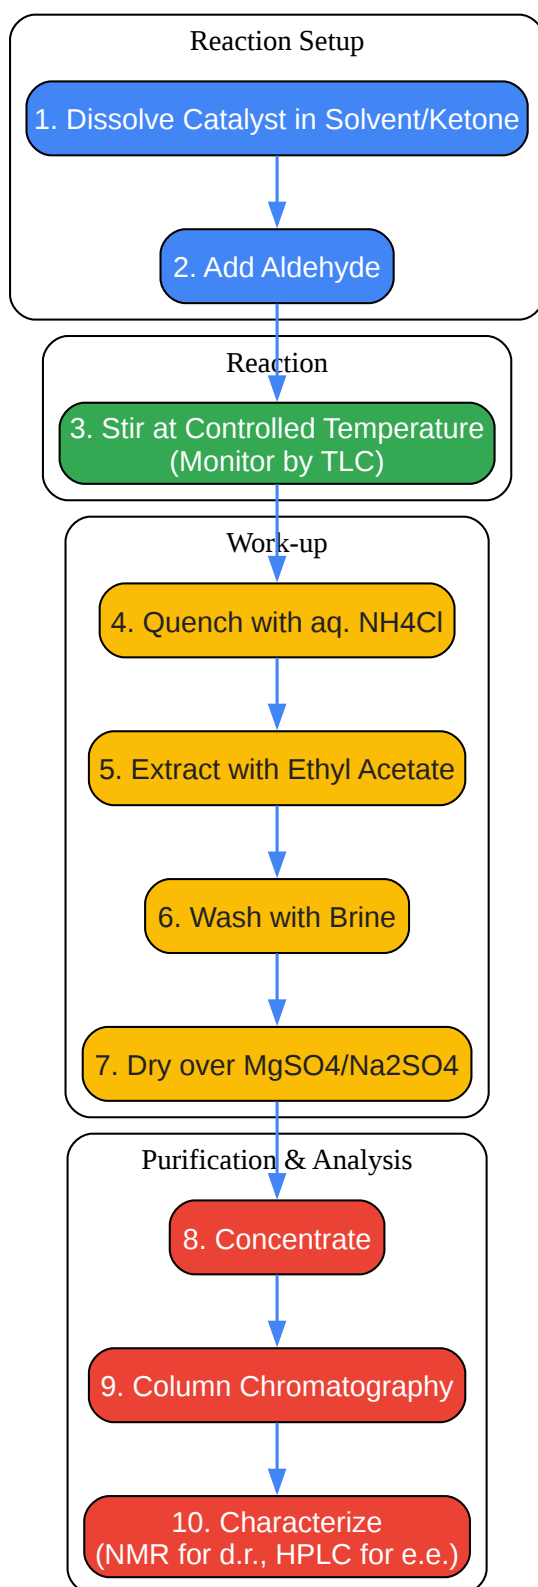 Reaction Setup
1. Dissolve Catalyst in Solvent/Ketone
2. Add Aldehyde
Reaction
3. Stir at Controlled Temperature
(Monitor by TLC)
Work-up
4. Quench with aq. NH4Cl
5. Extract with Ethyl Acetate
6. Wash with Brine
7. Dry over MgSO4/Na2SO4
Purification & Analysis
8. Concentrate
9. Column Chromatography
10. Characterize
(NMR for d.r., HPLC for e.e.)